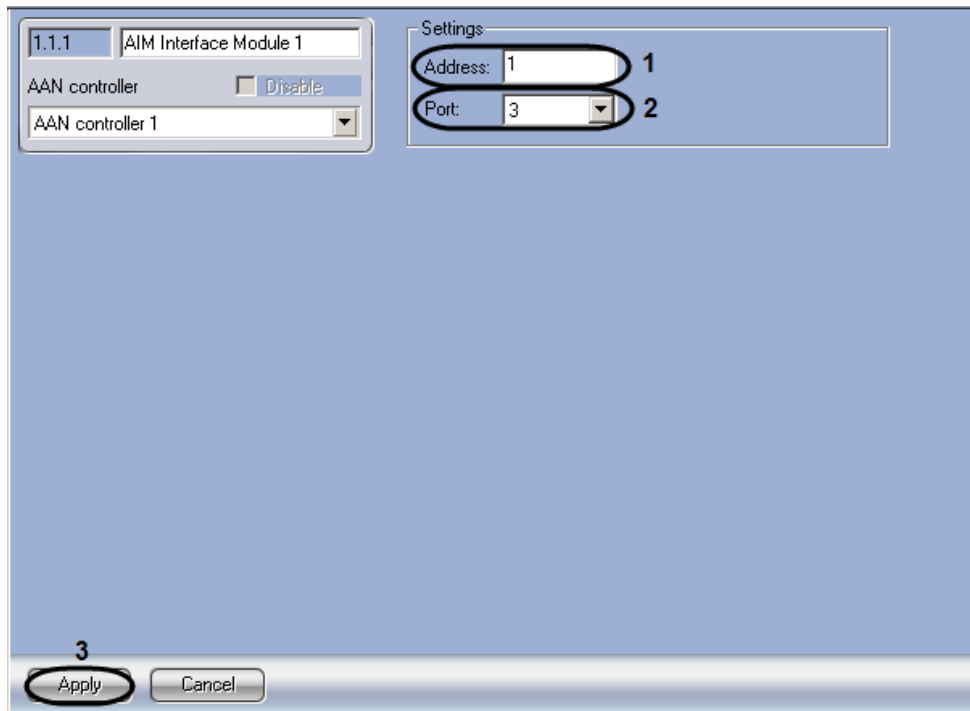 1.1.1 AIM Interface Module 1
AAN controller Disable
AAN controller 1
Settings
Address: 1 1
Port: 3 2
3
Apply Cancel